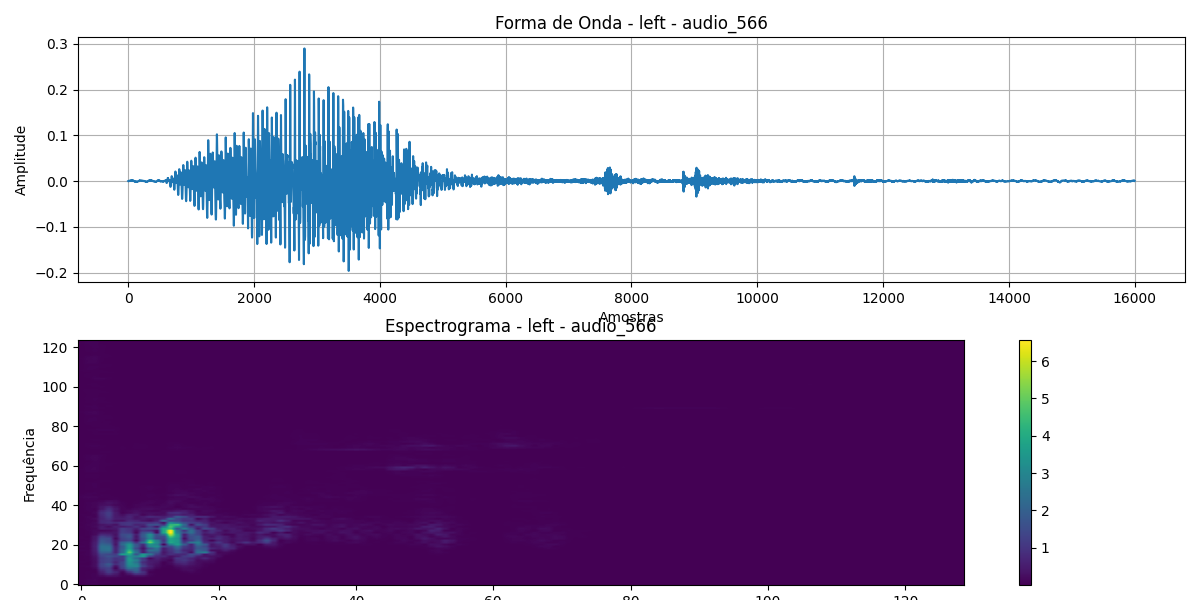 Forma de Onda - left - audio_566
Amplitude
0.3
0.2
0.1
0.0
−0.1
−0.2
0 2000 4000 6000 8000 10000 12000 14000 16000
Amostras
Espectrograma - left - audio_566
Frequência
120
100
80
60
40
20
0
0 20 40 60 80 100 120
6
5
4
3
2
1